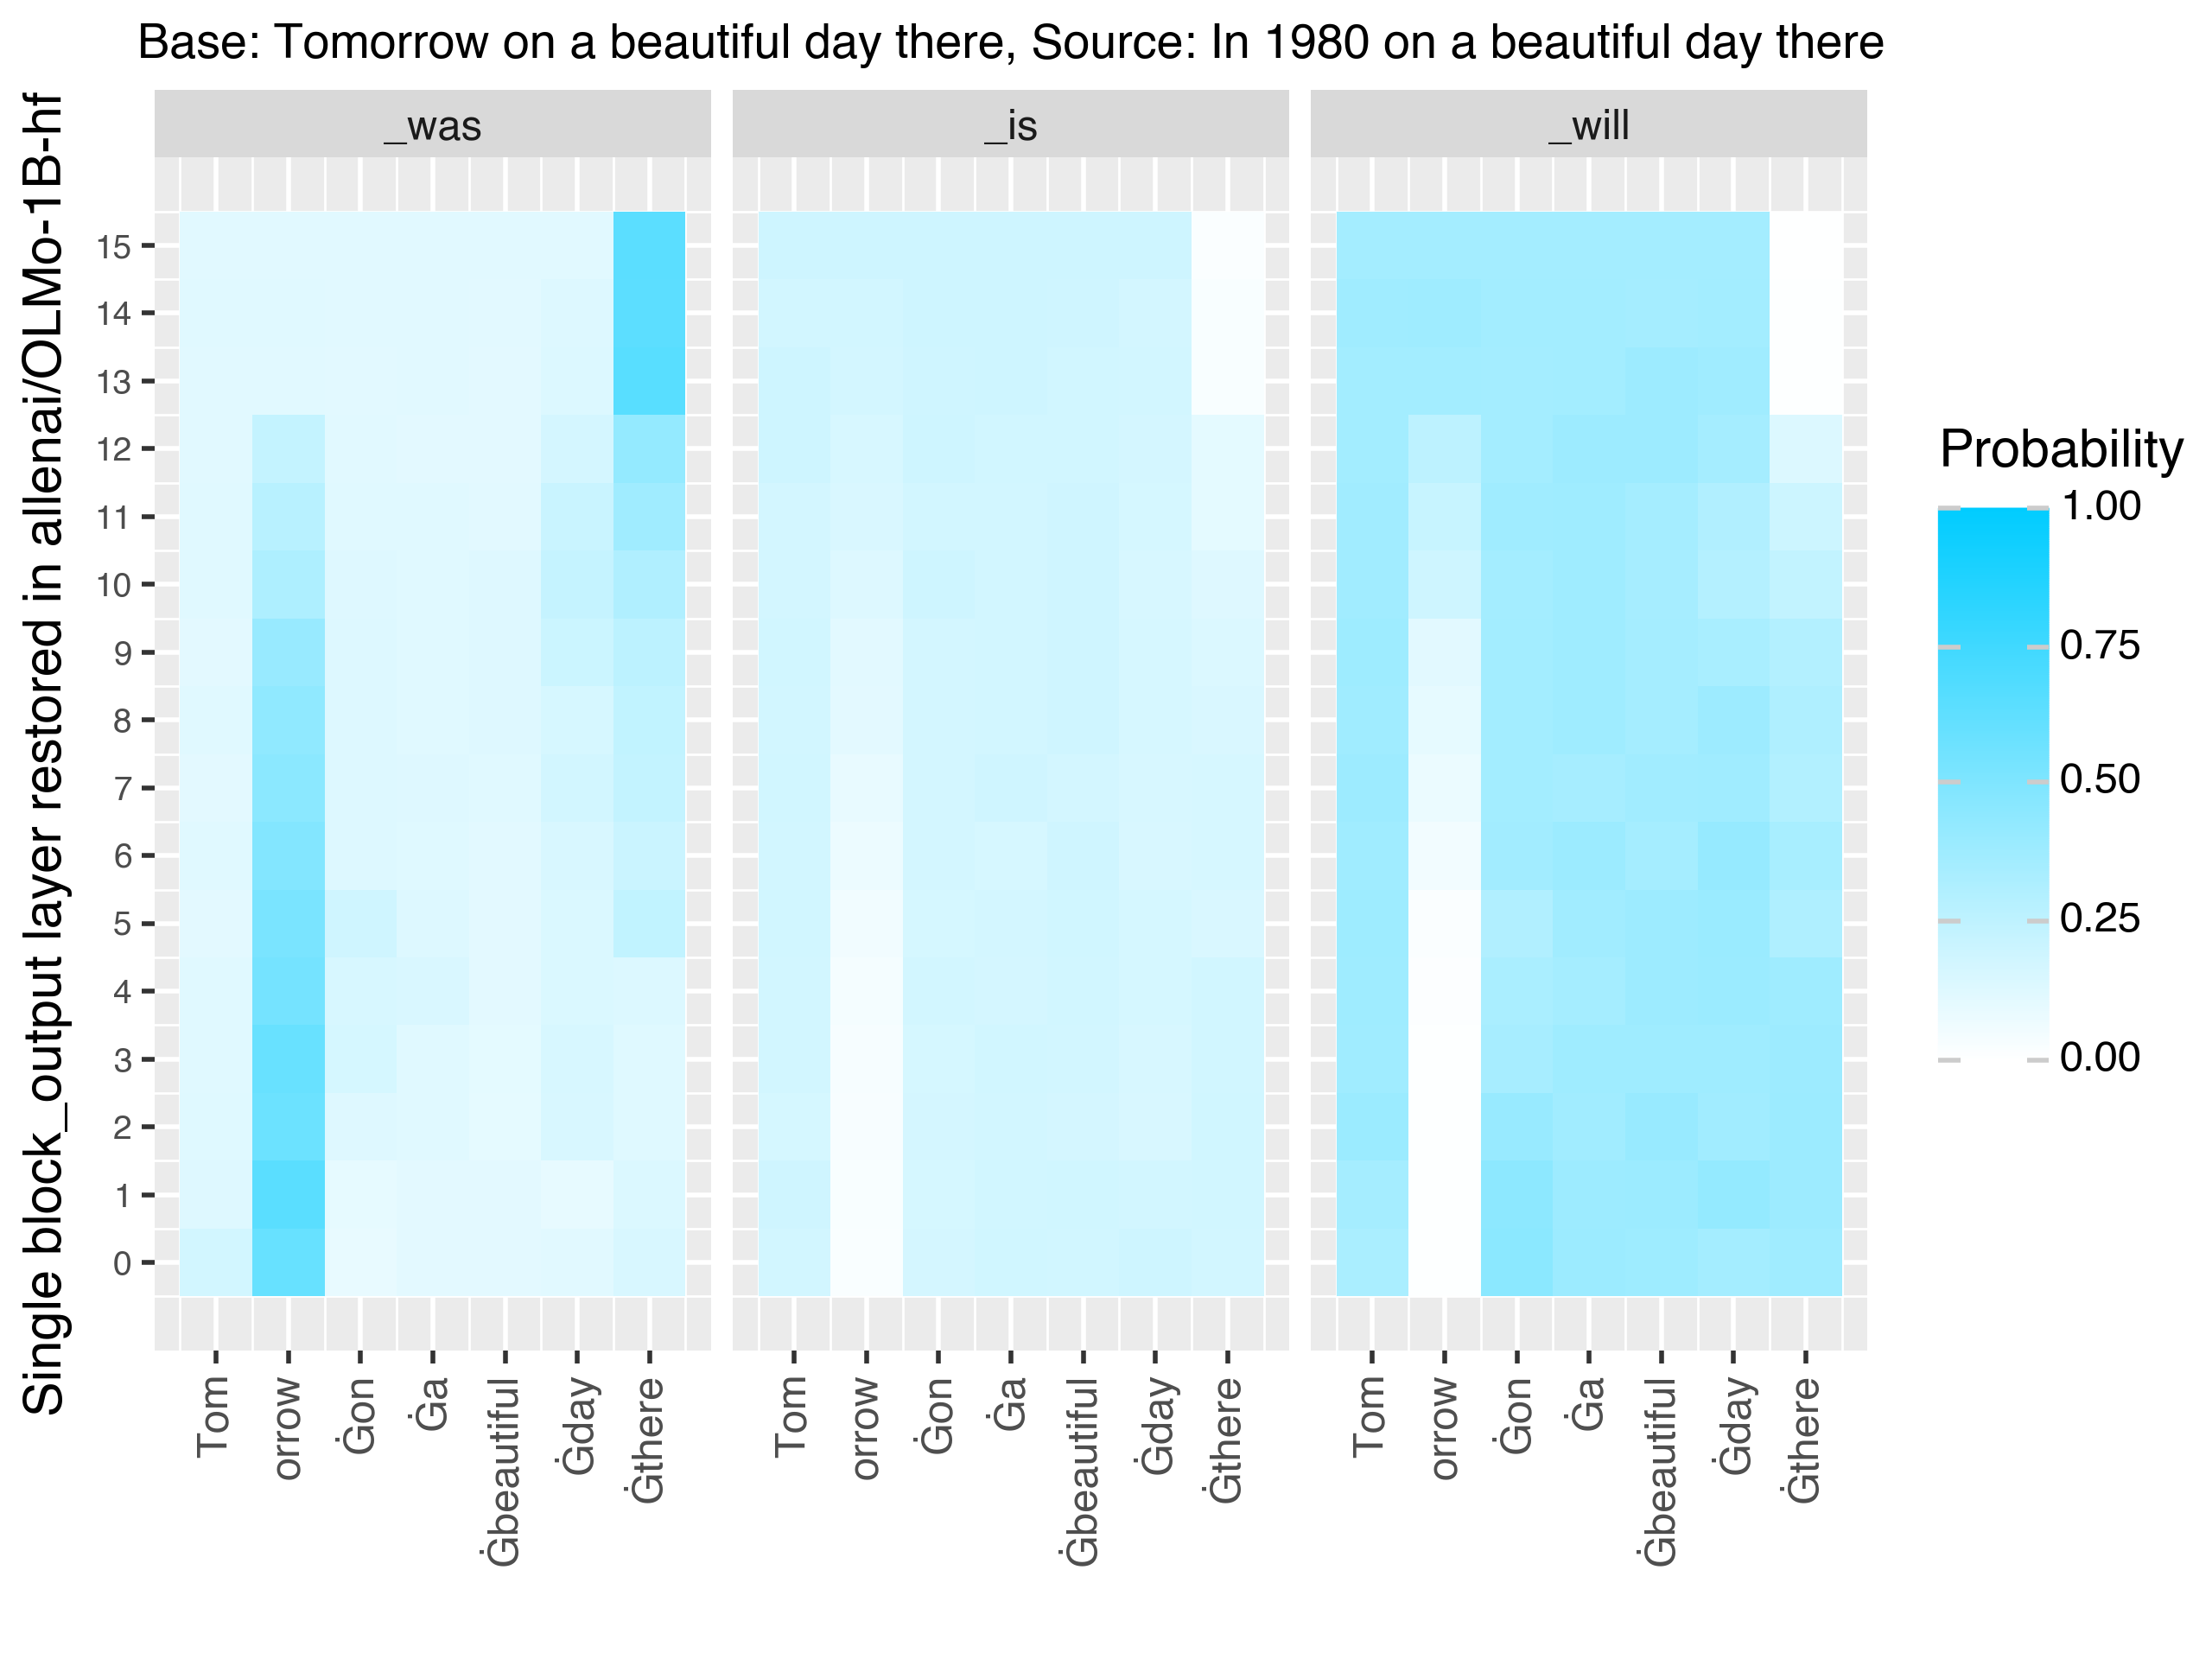 Base: Tomorrow on a beautiful day there, Source: In 1980 on a beautiful day there
Single block_output layer restored in allenai/OLMo-1B-hf
_was
_is
_will
15
14
13
12
11
10
9
8
7
6
5
4
3
2
1
0
Tom
orrow
Ġon
Ġa
Ġbeautiful
Ġday
Ġthere
Tom
orrow
Ġon
Ġa
Ġbeautiful
Ġday
Ġthere
Tom
orrow
Ġon
Ġa
Ġbeautiful
Ġday
Ġthere
Probability
1.00
0.75
0.50
0.25
0.00